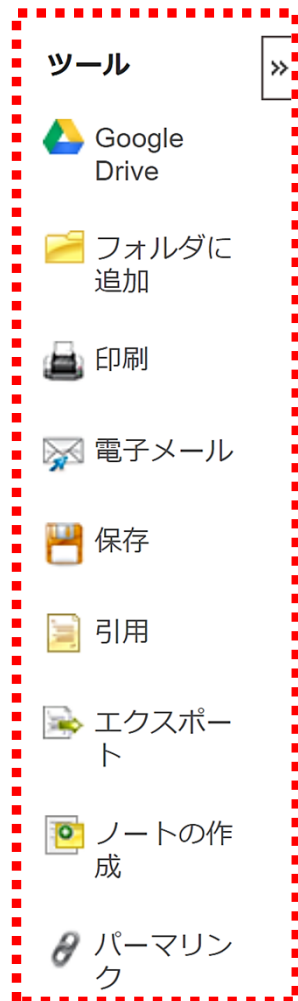 ツール
»
Google
Drive
フォルダに
追加
印刷
電子メール
保存
引用
エクスポー
ト
ノートの作
成
パーマリン
ク